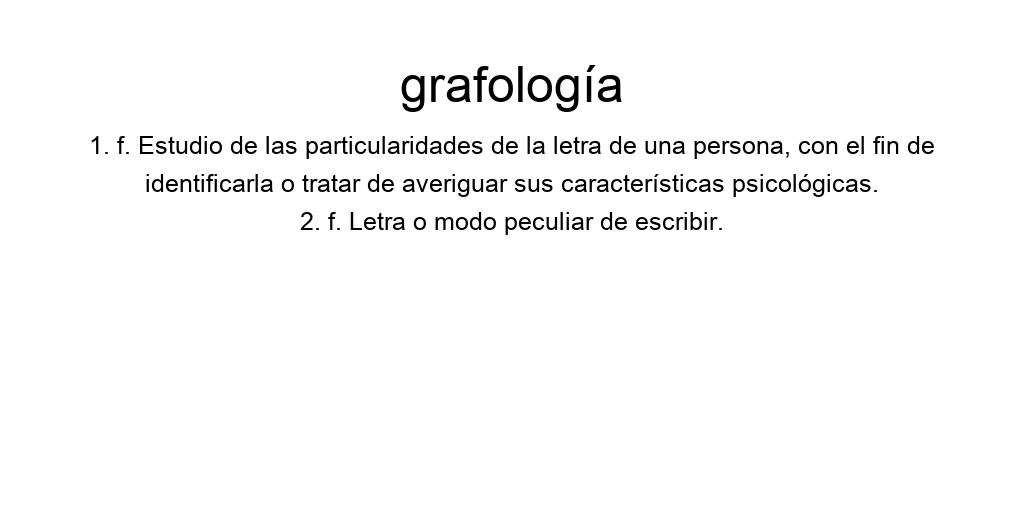 grafología
1. f. Estudio de las particularidades de la letra de una persona, con el fin de
identificarla o tratar de averiguar sus características psicológicas.
2. f. Letra o modo peculiar de escribir.